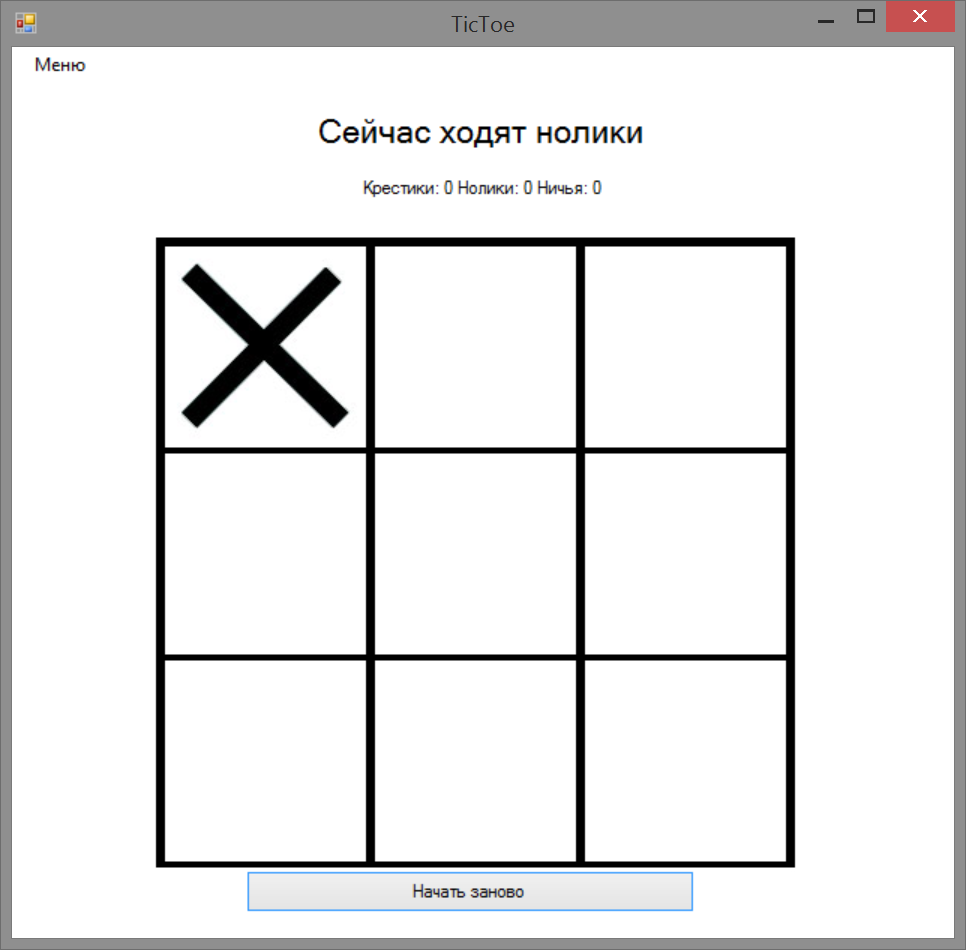 TicToe
Меню
Сейчас ходят нолики
Крестики: 0 Нолики: 0 Ничья: 0
Начать заново